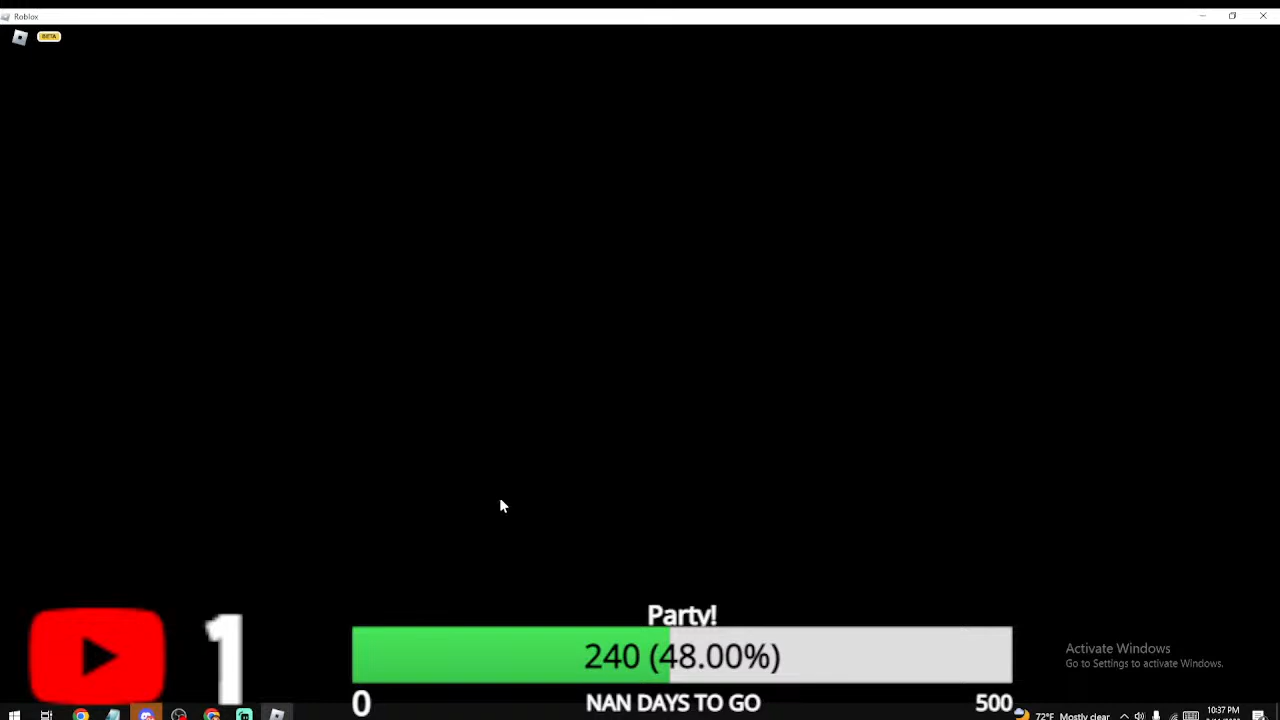 Roblox
BETA
Party!
1
240 (48.00%)
0
NAN DAYS TO GO
500
Activate Windows
Go to Settings to activate Windows.
72°F Mostly clear
10:37 PM